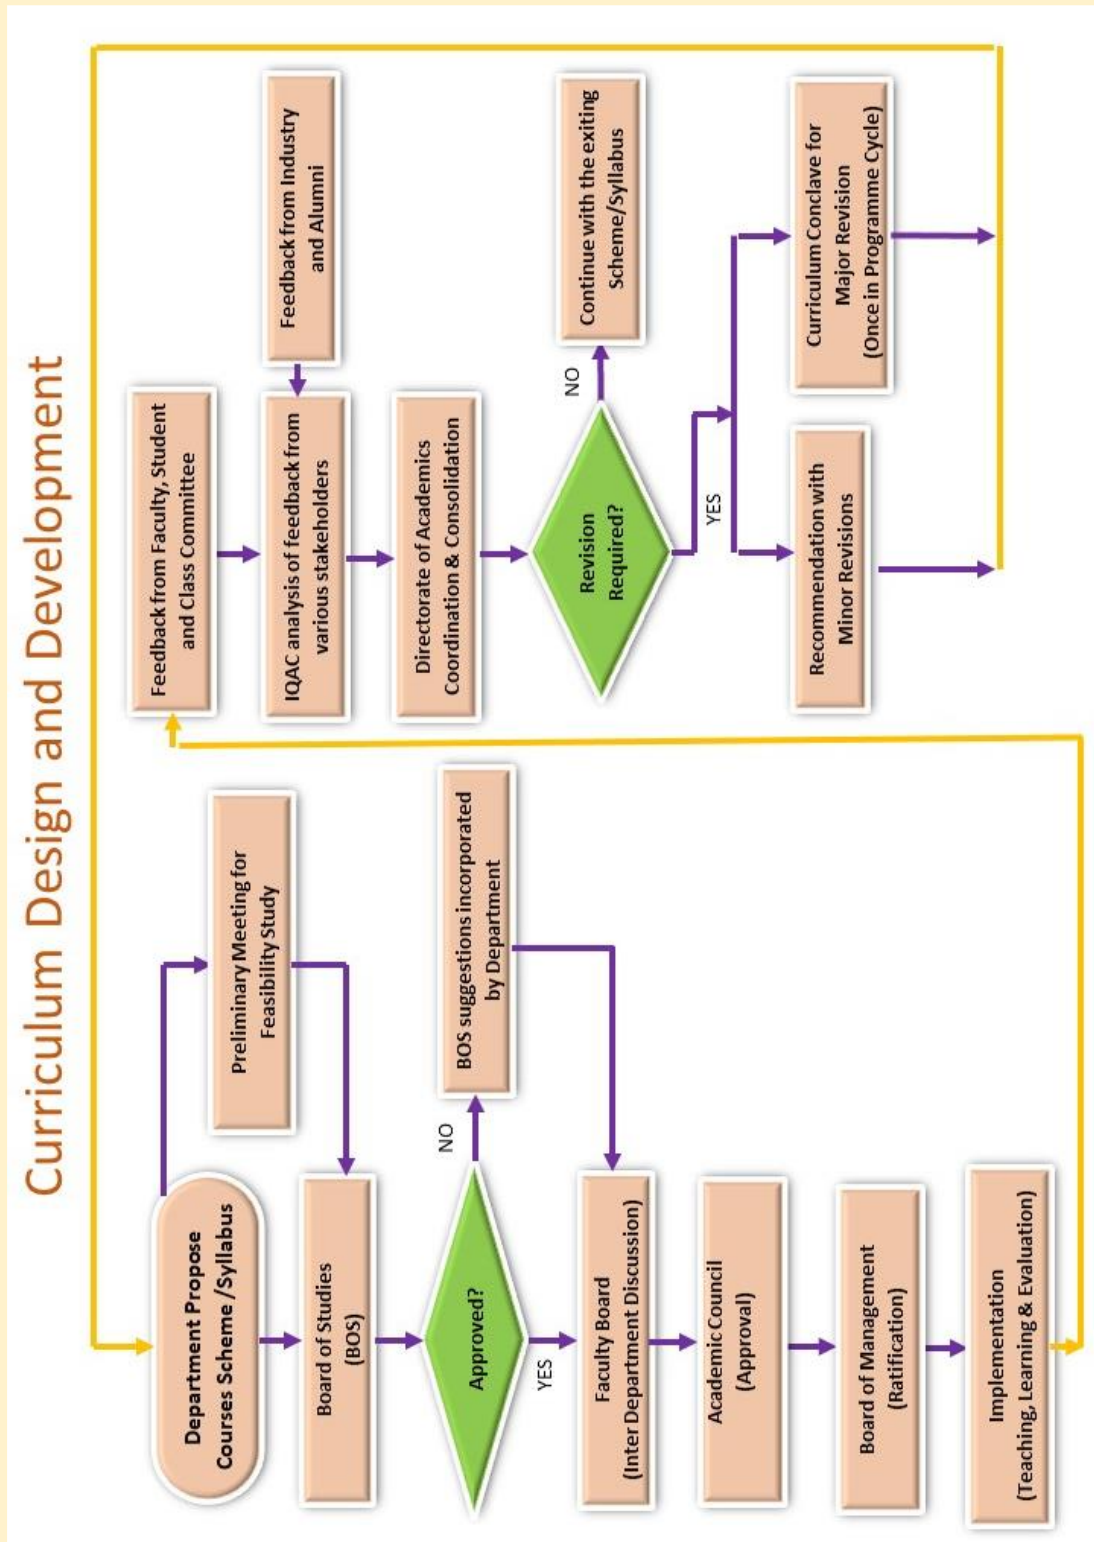 Curriculum Design and Development
Department Propose
Courses Scheme /Syllabus
Preliminary Meeting for
Feasibility Study
Board of Studies
(BOS)
Approved?
NO
BOS suggestions incorporated
by Department
YES
Faculty Board
(Inter Department Discussion)
Academic Council
(Approval)
Board of Management
(Ratification)
Implementation
(Teaching, Learning & Evaluation)
Feedback from Faculty, Student
and Class Committee
Feedback from Industry
and Alumni
IQAC analysis of feedback from
various stakeholders
Directorate of Academics
Coordination & Consolidation
Revision
Required?
NO
Continue with the exiting
Scheme/Syllabus
YES
Recommendation with
Minor Revisions
Curriculum Conclave for
Major Revision
(Once in Programme Cycle)